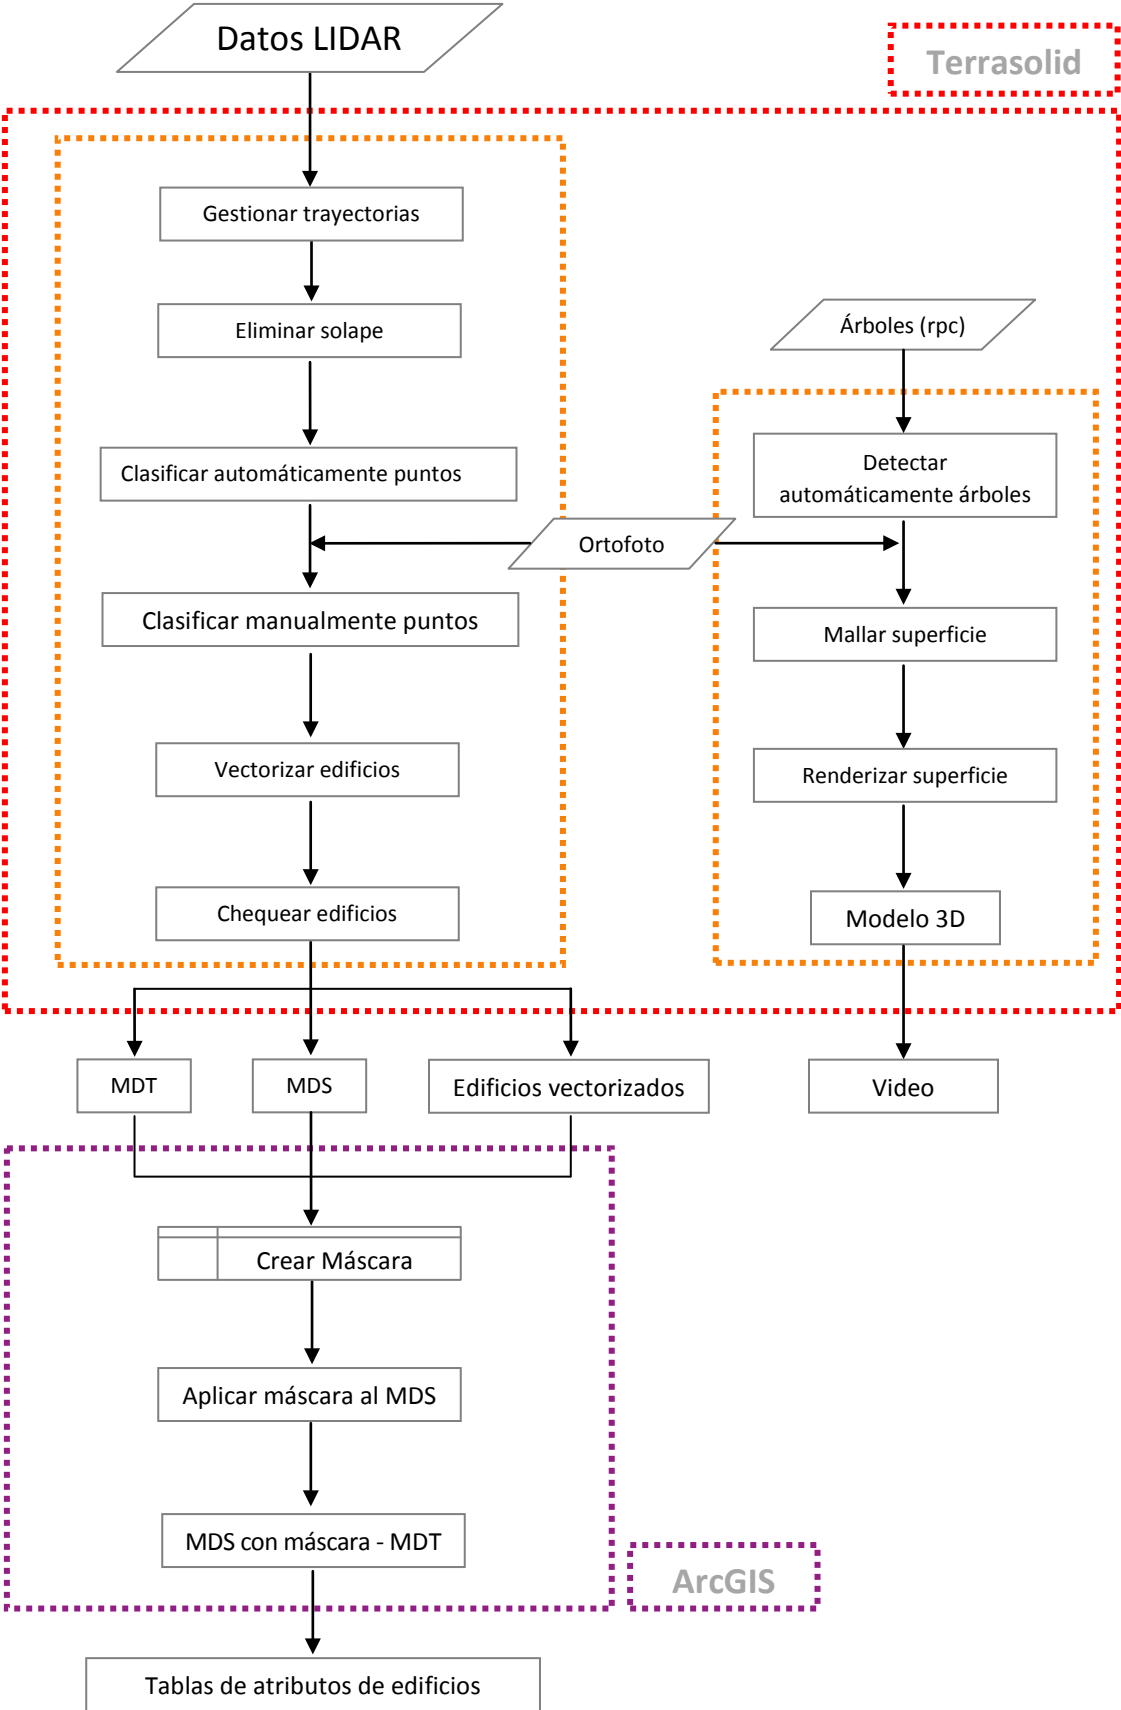 Datos LIDAR
Terrasolid
Gestionar trayectorias
Eliminar solape
Árboles (rpc)
Clasificar automáticamente puntos
Detectar
automáticamente árboles
Ortofoto
Clasificar manualmente puntos
Mallar superficie
Vectorizar edificios
Renderizar superficie
Chequear edificios
Modelo 3D
MDT
MDS
Edificios vectorizados
Video
Crear Máscara
Aplicar máscara al MDS
MDS con máscara - MDT
ArcGIS
Tablas de atributos de edificios